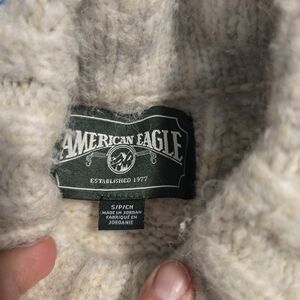 AMERICAN EAGLE
ESTABLISHED 1977
S/P/CH
MADE IN JORDAN
FABRIQUÉ EN
JORDANIE